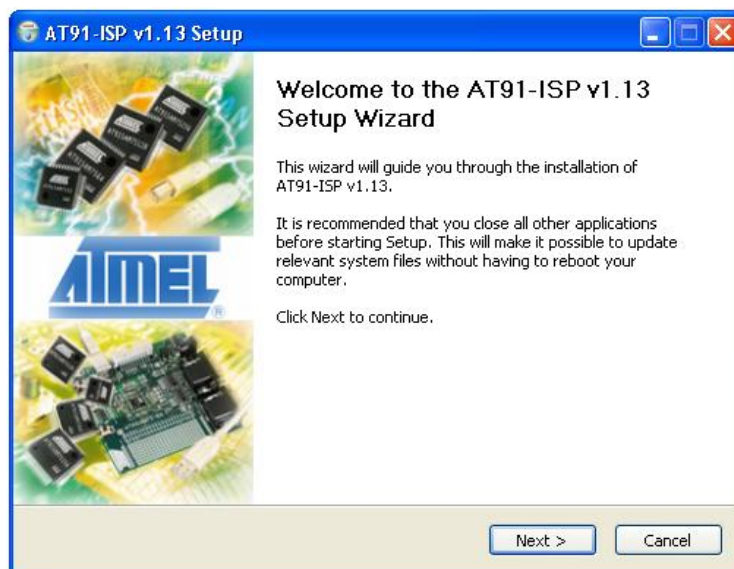 AT91-ISP v1.13 Setup
Welcome to the AT91-ISP v1.13
Setup Wizard
This wizard will guide you through the installation of
AT91-ISP v1.13.
It is recommended that you close all other applications
before starting Setup. This will make it possible to update
relevant system files without having to reboot your
computer.
Click Next to continue.
FLASH
ATMEL
®
Next >
Cancel